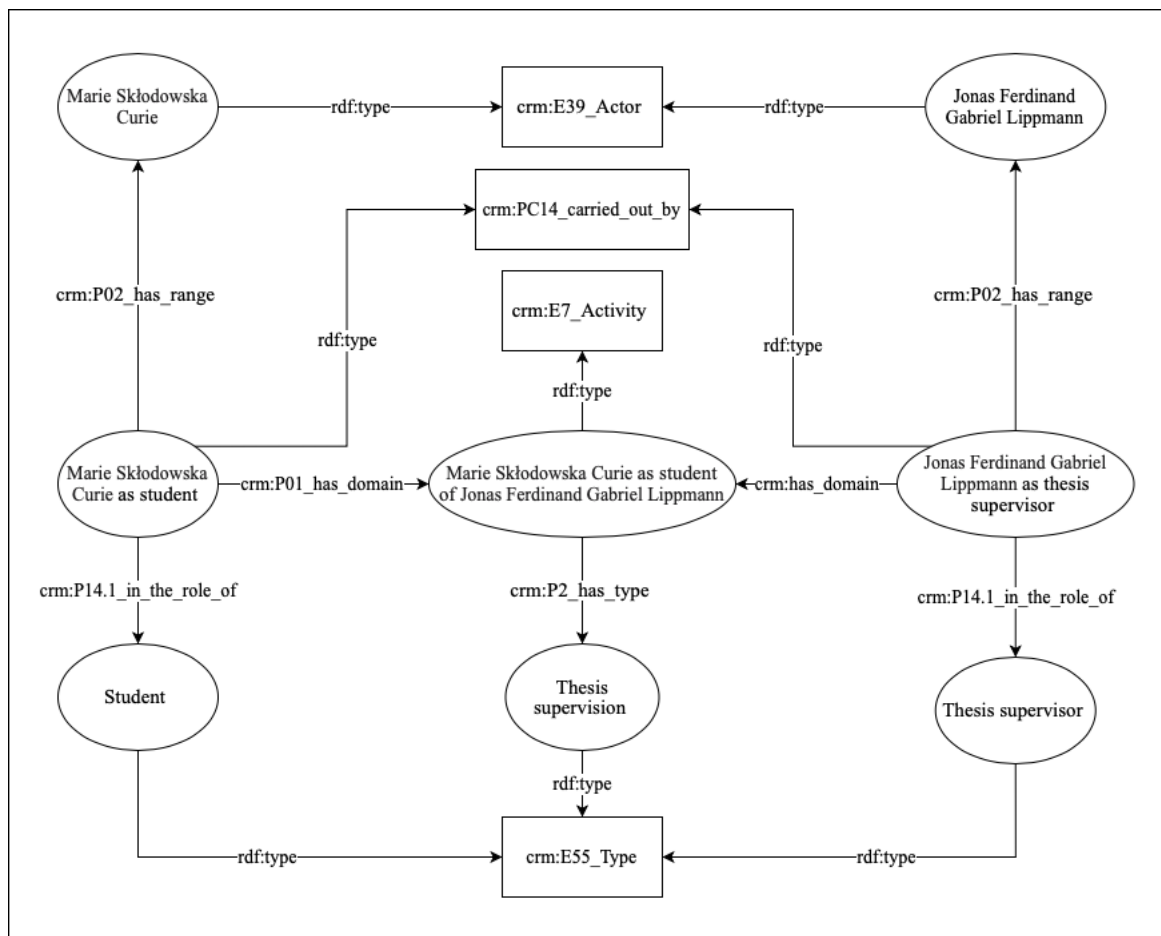 Marie Skłodowska
Curie
rdf:type
crm:E39_Actor
rdf:type
Jonas Ferdinand
Gabriel Lippmann
crm:PC14_carried_out_by
crm:P02_has_range
crm:E7_Activity
crm:P02_has_range
rdf:type
rdf:type
rdf:type
Marie Skłodowska
Curie as student
crm:P01_has_domain
Marie Skłodowska Curie as student
of Jonas Ferdinand Gabriel Lippmann
crm:has_domain
Jonas Ferdinand Gabriel
Lippmann as thesis
supervisor
crm:P14.1_in_the_role_of
crm:P2_has_type
crm:P14.1_in_the_role_of
Student
Thesis
supervision
Thesis supervisor
rdf:type
rdf:type
crm:E55_Type
rdf:type